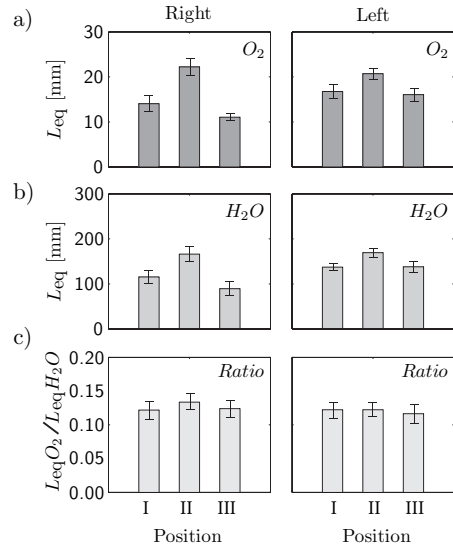 Right Left
a)
30
20
10
0
Leq [mm]
O2
O2
b)
300
200
100
0
Leq [mm]
H2O
H2O
c)
0.20
0.15
0.10
0.05
0.00
LeqO2/LeqH2O
Ratio
Ratio
I II III I II III
Position Position